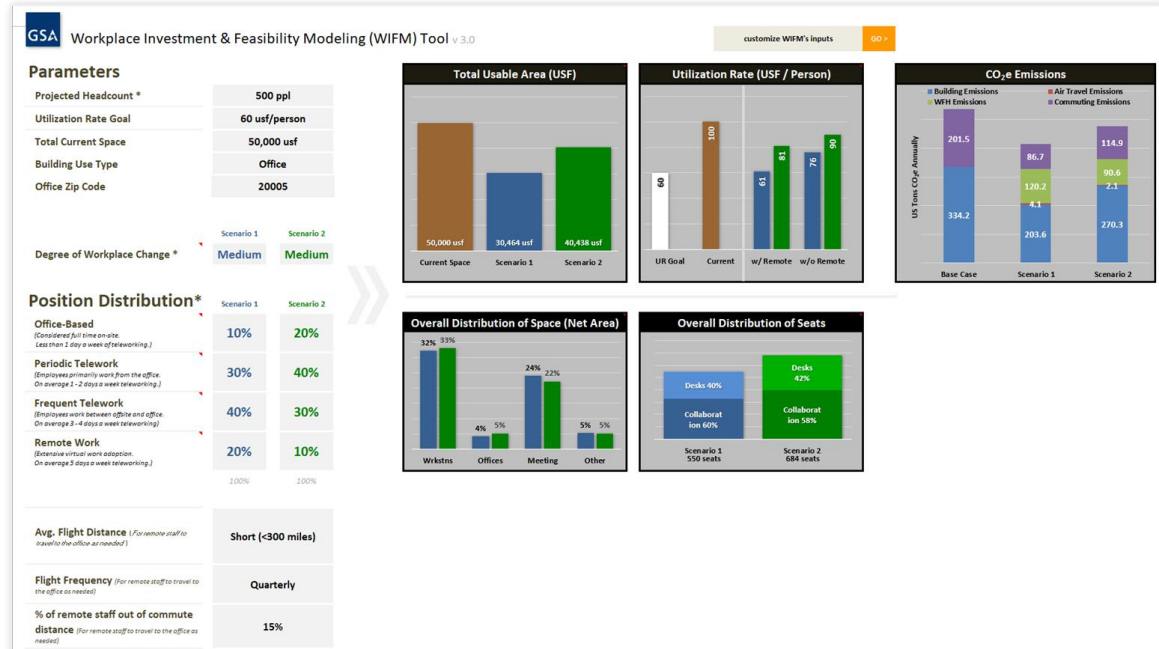 GSA
Workplace Investment & Feasibility Modeling (WIFM) Tool v 3.0
customize WIFM's inputs
GO >
Parameters
Projected Headcount *
500 ppl
Utilization Rate Goal
60 usf/person
Total Current Space
50,000 usf
Building Use Type
Office
Office Zip Code
20005
Scenario 1
Scenario 2
Degree of Workplace Change *
Medium
Medium
Position Distribution*
Scenario 1
Scenario 2
Office-Based
(Considered full time on-site.
Less than 1 day a week of teleworking.)
10%
20%
Periodic Telework
(Employees primarily work from the office.
On average 1 - 2 days a week teleworking.)
30%
40%
Frequent Telework
(Employees work between offsite and office.
On average 3 - 4 days a week teleworking)
40%
30%
Remote Work
(Extensive virtual work adoption.
On average 5 days a week teleworking.)
20%
10%
100%
100%
Avg. Flight Distance (For remote staff to
travel to the office as needed)
Short (<300 miles)
Flight Frequency (For remote staff to travel to
the office as needed)
Quarterly
% of remote staff out of commute
distance (For remote staff to travel to the office as
needed)
15%
Total Usable Area (USF)
50,000 usf
30,464 usf
40,438 usf
Current Space
Scenario 1
Scenario 2
Utilization Rate (USF / Person)
60
100
61
81
76
90
UR Goal
Current
w/ Remote
w/o Remote
CO₂e Emissions
Building Emissions
Air Travel Emissions
WFH Emissions
Commuting Emissions
US Tons CO₂e Annually
201.5
334.2
86.7
120.2
4.1
203.6
114.9
90.6
2.1
270.3
Base Case
Scenario 1
Scenario 2
Overall Distribution of Space (Net Area)
32%
33%
4%
5%
24%
22%
5%
5%
Wrkstns
Offices
Meeting
Other
Overall Distribution of Seats
Desks 40%
Collaborat
ion 60%
Desks
42%
Collaborat
ion 58%
Scenario 1
550 seats
Scenario 2
684 seats